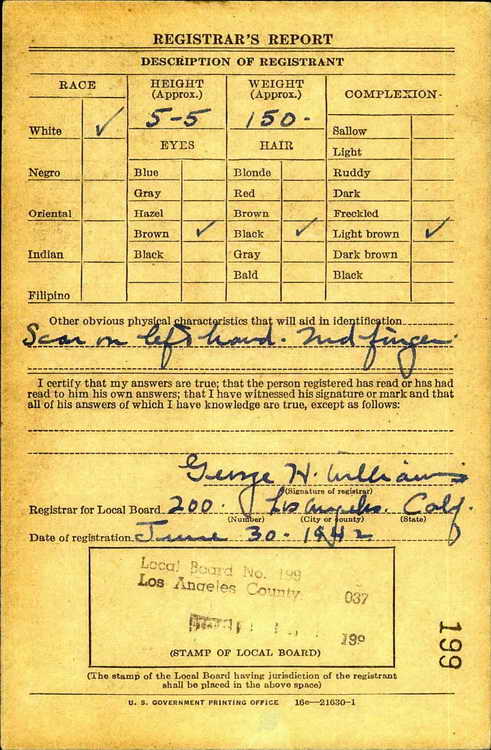 REGISTRAR'S REPORT
DESCRIPTION OF REGISTRANT
RACE
HEIGHT (Approx.)
WEIGHT (Approx.)
COMPLEXION
5-5
150-
White ✓
EYES
HAIR
Sallow
Light
Negro
Blue
Blonde
Ruddy
Gray
Red
Dark
Oriental
Hazel
Brown
Freckled
Brown ✓
Black ✓
Light brown ✓
Indian
Black
Gray
Dark brown
Bald
Black
Filipino
Other obvious physical characteristics that will aid in identification
Scar on left hand. Mid finger.
I certify that my answers are true; that the person registered has read or has had
read to him his own answers; that I have witnessed his signature or mark and that
all of his answers of which I have knowledge are true, except as follows:
George H. Williams
(Signature of registrar)
Registrar for Local Board 200. Los Angeles. Calif.
(Number) (City or county) (State)
Date of registration June 30-1942
Local Board No. 199
Los Angeles County 037
199
(STAMP OF LOCAL BOARD)
199
(The stamp of the Local Board having jurisdiction of the registrant
shall be placed in the above space)
U. S. GOVERNMENT PRINTING OFFICE 16c—21630-1